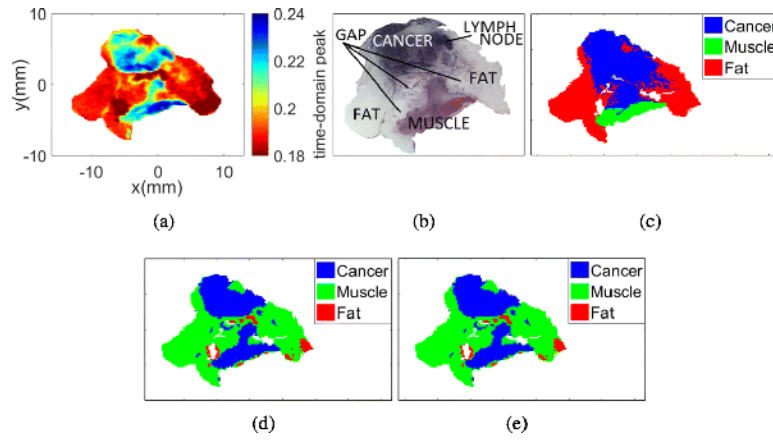 10
0
-10
y(mm)
-10
0
10
x(mm)
0.24
0.22
0.2
0.18
time-domain peak
(a)
GAP
CANCER
LYMPH
NODE
FAT
FAT
MUSCLE
(b)
Cancer
Muscle
Fat
(c)
Cancer
Muscle
Fat
(d)
Cancer
Muscle
Fat
(e)